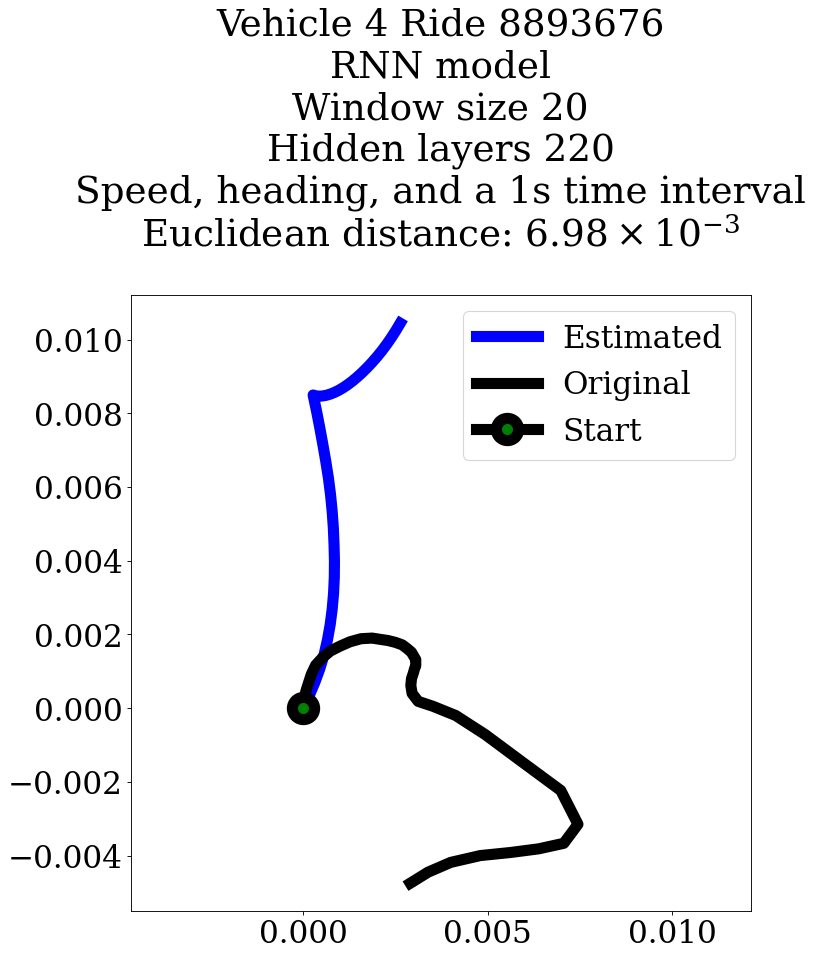 Vehicle 4 Ride 8893676
RNN model
Window size 20
Hidden layers 220
Speed, heading, and a 1s time interval
Euclidean distance: 6.98 × 10⁻³
Estimated
Original
Start
0.010
0.008
0.006
0.004
0.002
0.000
−0.002
−0.004
0.000 0.005 0.010